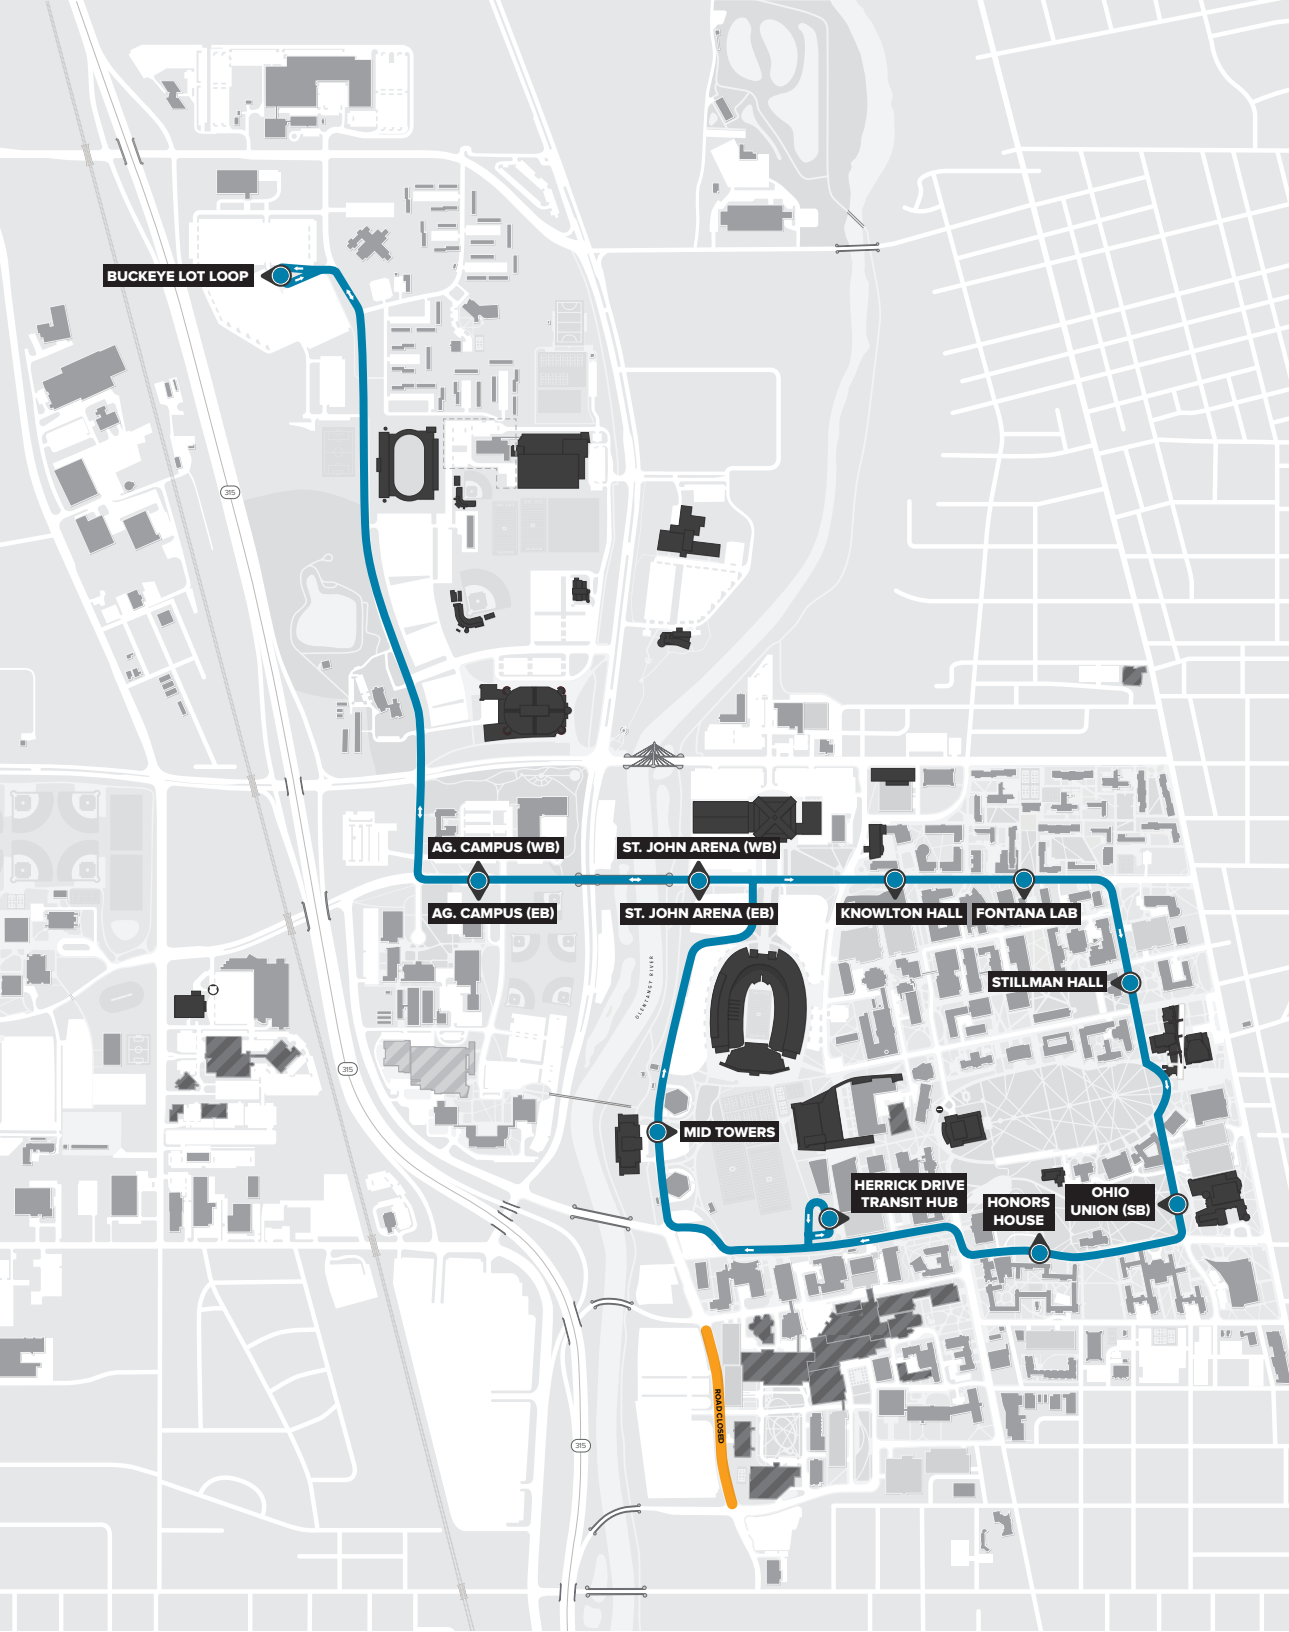 BUCKEYE LOT LOOP
315
AG. CAMPUS (WB)
ST. JOHN ARENA (WB)
AG. CAMPUS (EB)
ST. JOHN ARENA (EB)
KNOWLTON HALL
FONTANA LAB
STILLMAN HALL
OLENTANGY RIVER
315
MID TOWERS
HERRICK DRIVE
TRANSIT HUB
HONORS
HOUSE
OHIO
UNION (SB)
ROAD CLOSED
315